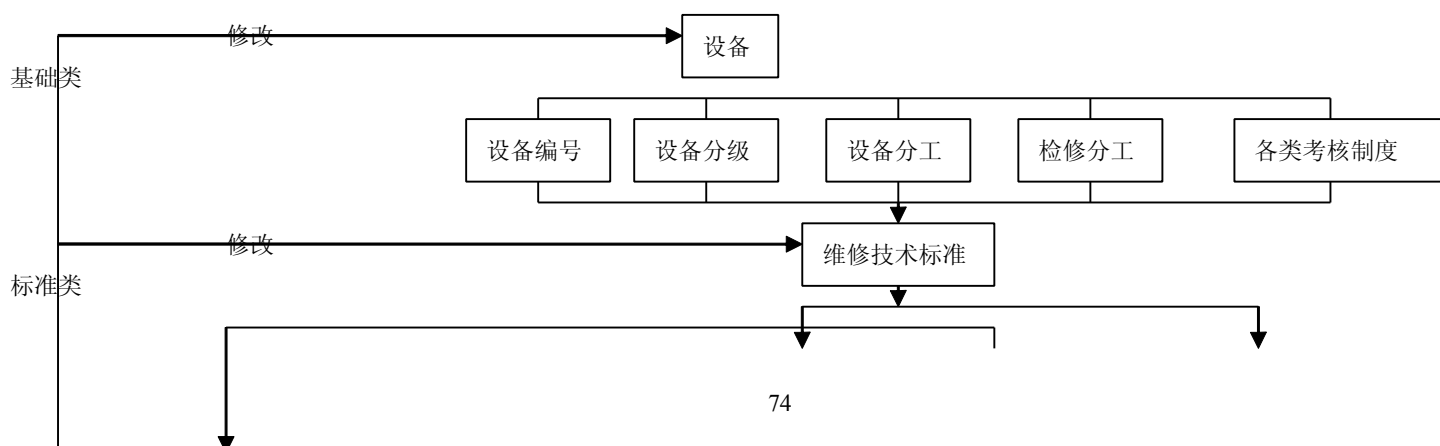 修改
设备
基础类
设备编号
设备分级
设备分工
检修分工
各类考核制度
修改
维修技术标准
标准类
74